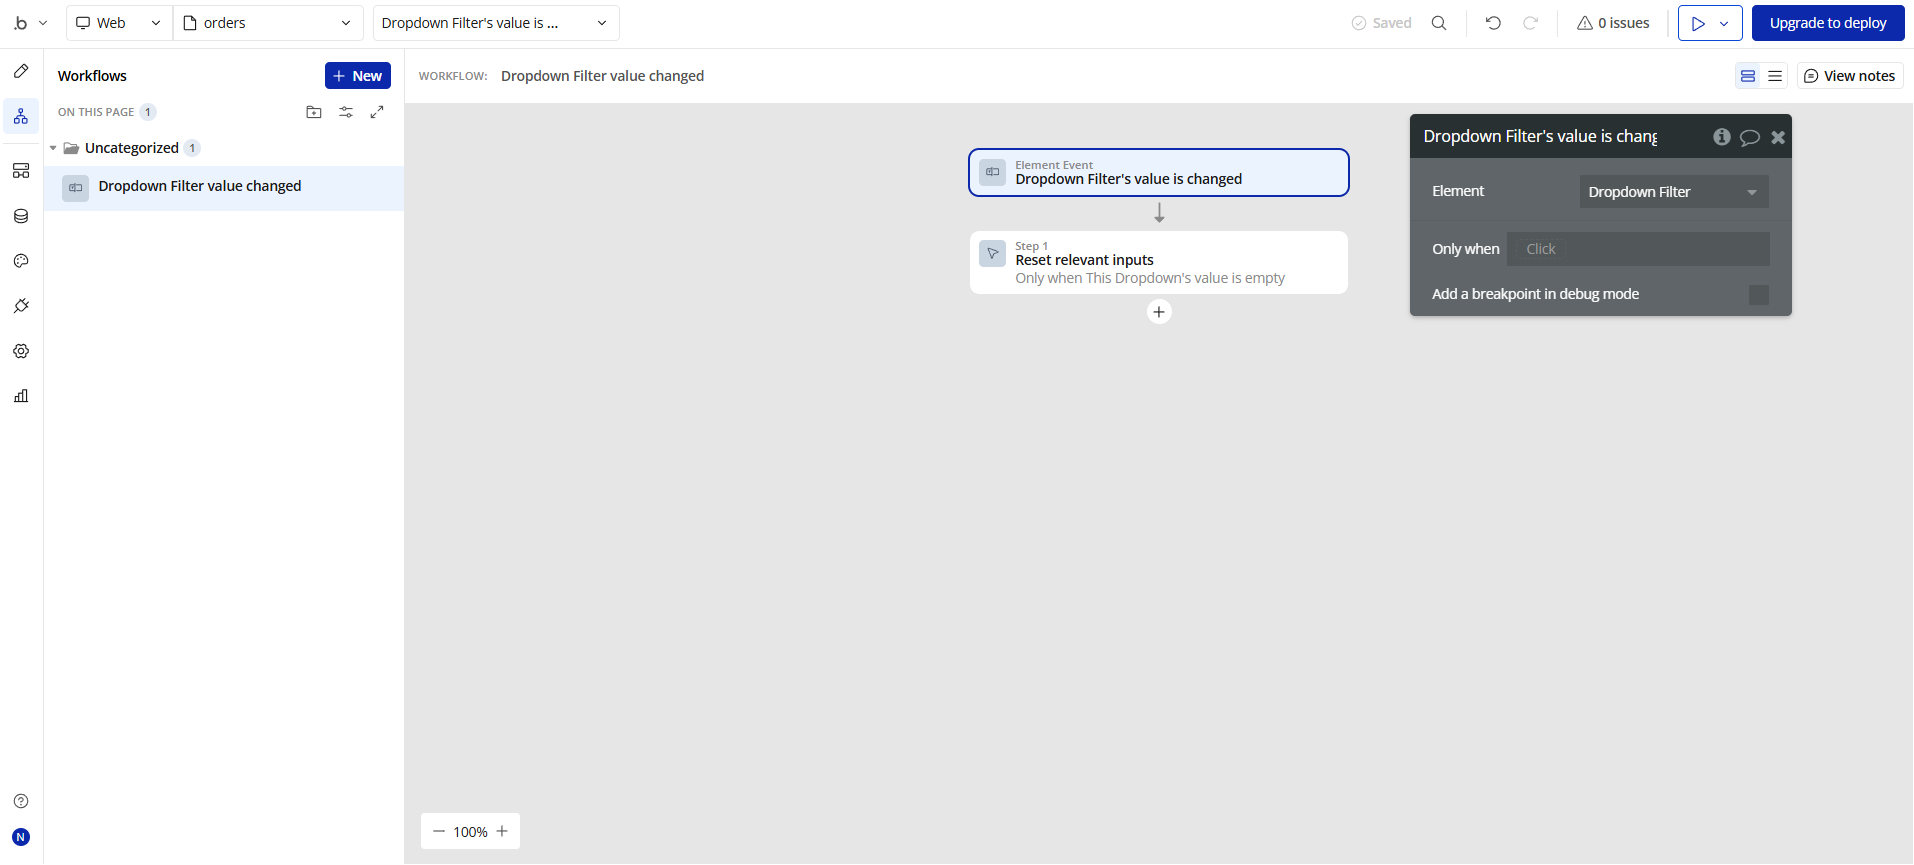 .b
Web
orders
Dropdown Filter's value is ...
Saved
0 issues
Upgrade to deploy
Workflows
New
WORKFLOW: Dropdown Filter value changed
View notes
ON THIS PAGE 1
Uncategorized 1
Dropdown Filter value changed
Element Event
Dropdown Filter's value is changed
Step 1
Reset relevant inputs
Only when This Dropdown's value is empty
Dropdown Filter's value is chang
Element
Dropdown Filter
Only when
Click
Add a breakpoint in debug mode
N
100%